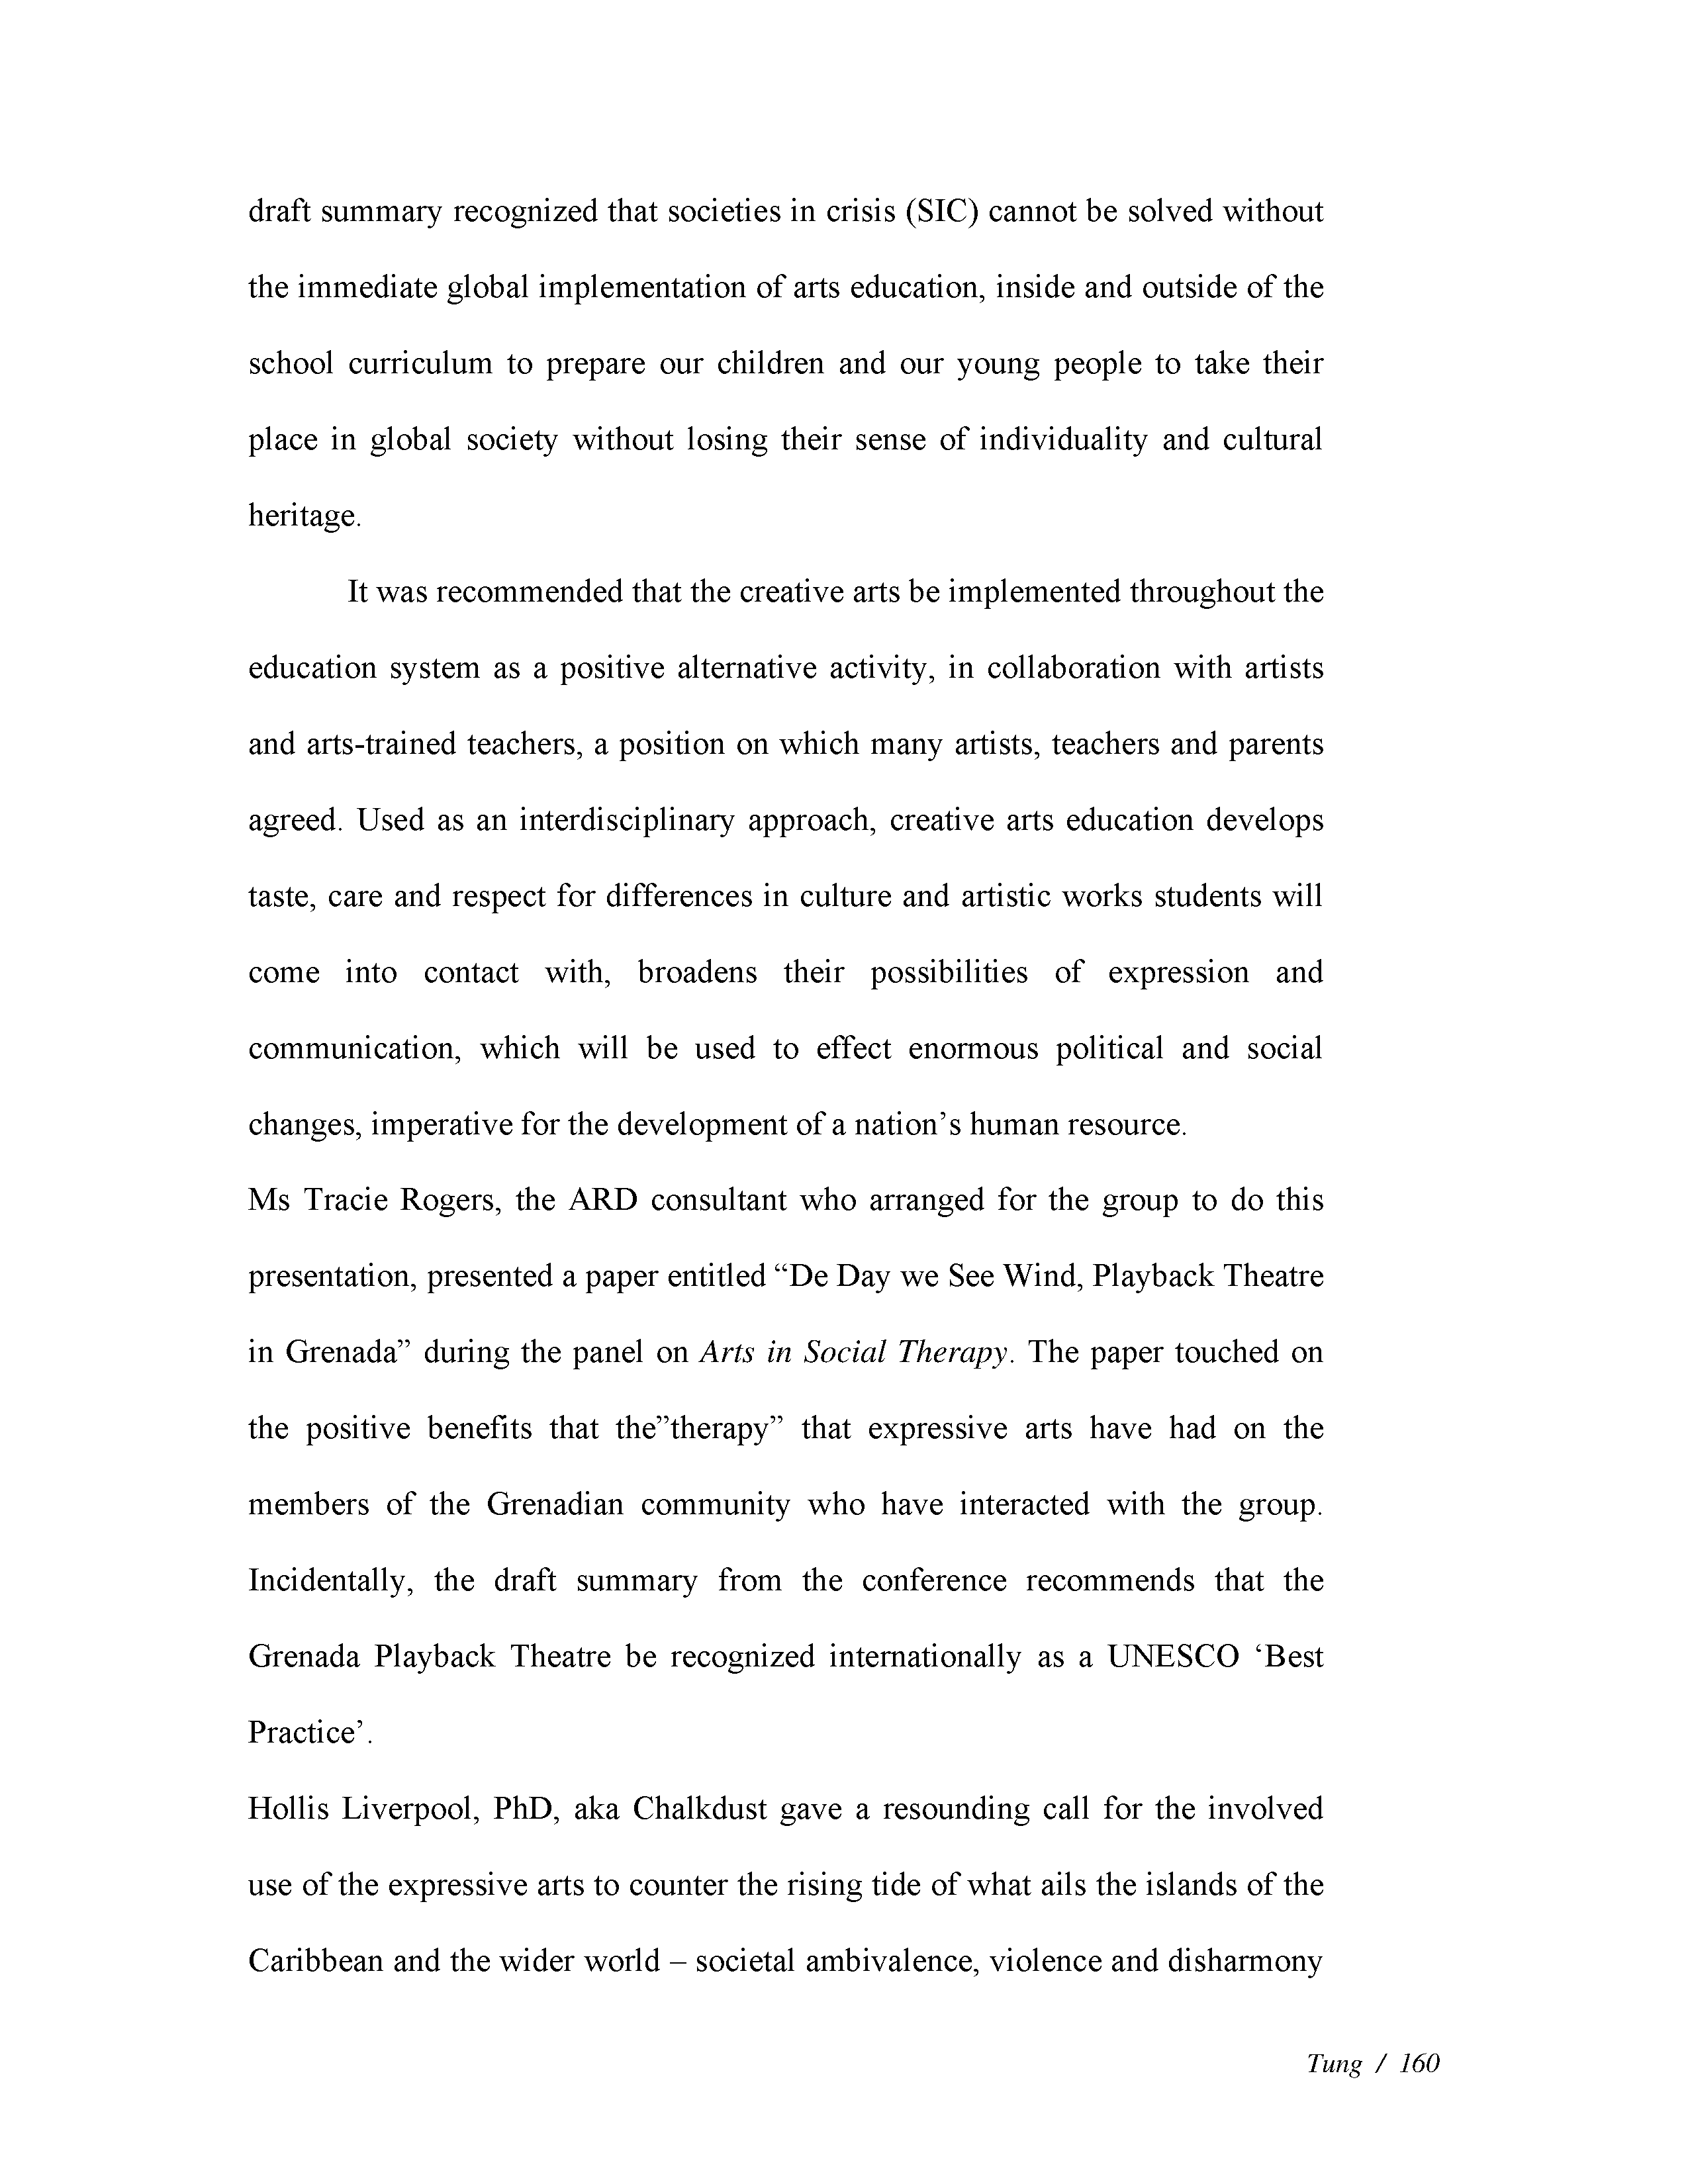 draft summary recognized that societies in crisis (SIC) cannot be solved without
the immediate global implementation of arts education, inside and outside of the
school curriculum to prepare our children and our young people to take their
place in global society without losing their sense of individuality and cultural
heritage.
It was recommended that the creative arts be implemented throughout the
education system as a positive alternative activity, in collaboration with artists
and arts-trained teachers, a position on which many artists, teachers and parents
agreed. Used as an interdisciplinary approach, creative arts education develops
taste, care and respect for differences in culture and artistic works students will
come into contact with, broadens their possibilities of expression and
communication, which will be used to effect enormous political and social
changes, imperative for the development of a nation’s human resource.
Ms Tracie Rogers, the ARD consultant who arranged for the group to do this
presentation, presented a paper entitled “De Day we See Wind, Playback Theatre
in Grenada” during the panel on Arts in Social Therapy. The paper touched on
the positive benefits that the”therapy” that expressive arts have had on the
members of the Grenadian community who have interacted with the group.
Incidentally, the draft summary from the conference recommends that the
Grenada Playback Theatre be recognized internationally as a UNESCO ‘Best
Practice’.
Hollis Liverpool, PhD, aka Chalkdust gave a resounding call for the involved
use of the expressive arts to counter the rising tide of what ails the islands of the
Caribbean and the wider world – societal ambivalence, violence and disharmony
Tung / 160